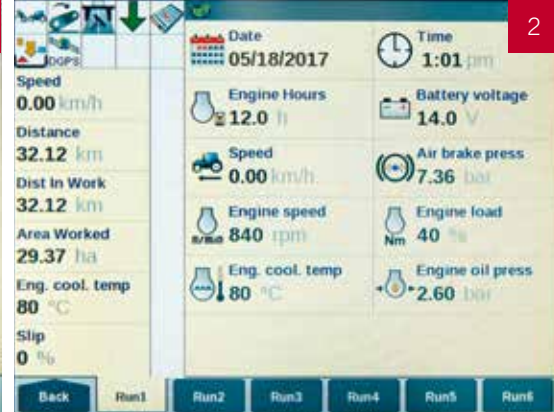 2
DGPS
Speed
0.00 km/h
Distance
32.12 km
Dist In Work
32.12 km
Area Worked
29.37 ha
Eng. cool. temp
80 °C
Slip
0 %
Date
05/18/2017
Time
1:01 pm
Engine Hours
12.0 h
Battery voltage
14.0 V
Speed
0.00 km/h
Air brake press
7.36 bar
Engine speed
n/min 840 rpm
Engine load
Nm 40 %
Eng. cool. temp
80 °C
Engine oil press
2.60 bar
Back Run1 Run2 Run3 Run4 Run5 Run6